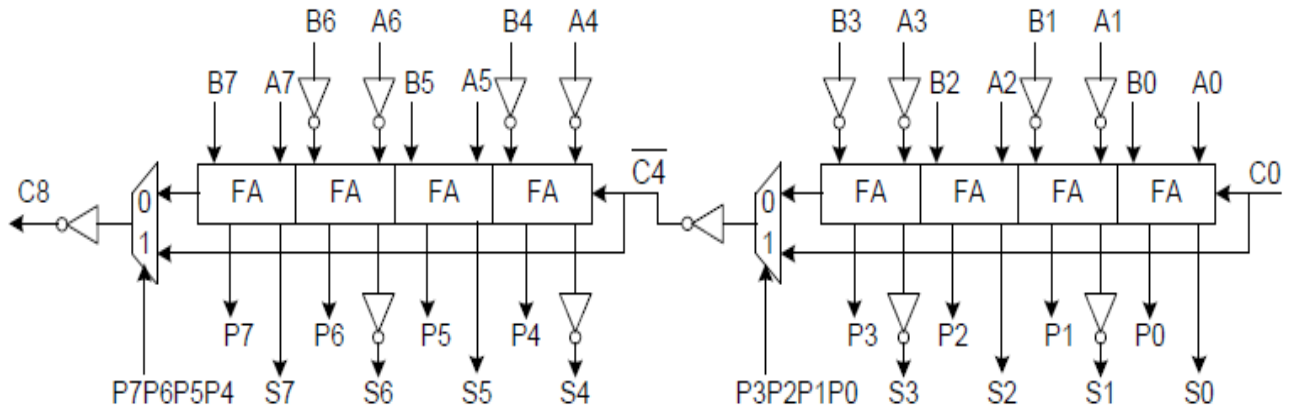 B6 A6 B4 A4 B3 A3 B1 A1
B7 A7 B5 A5 B2 A2 B0 A0
C8 0 FA FA FA FA C4̅ 0 FA FA FA FA C0
1 1
P7 P6 P5 P4 P3 P2 P1 P0
P7P6P5P4 S7 S6 S5 S4 P3P2P1P0 S3 S2 S1 S0